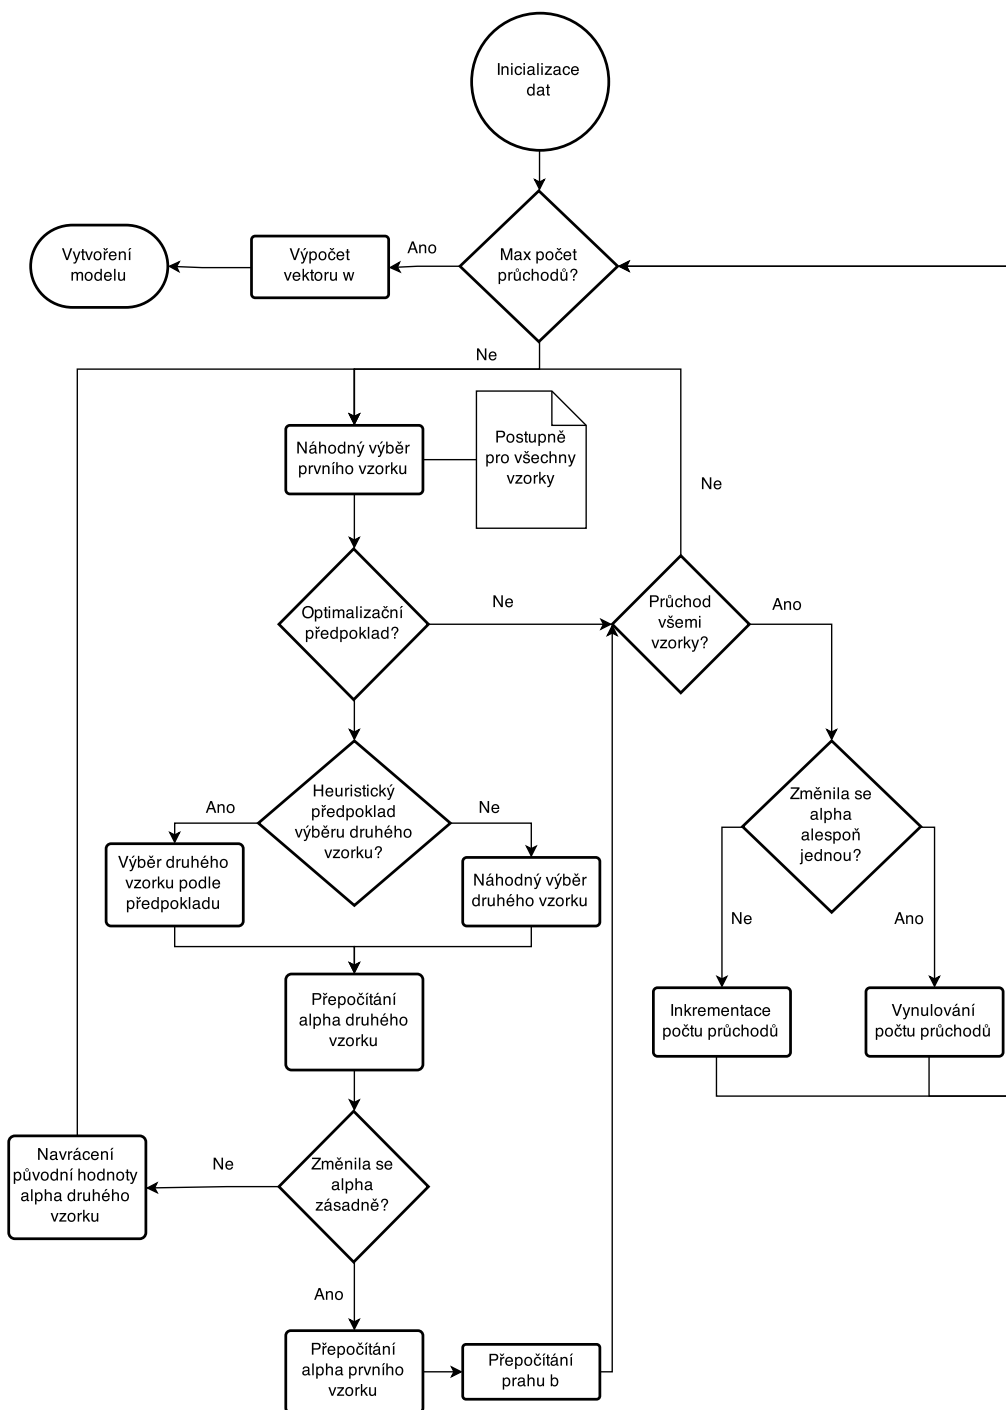 Inicializace
dat
Max počet
průchodů?
Ano
Výpočet
vektoru w
Vytvoření
modelu
Ne
Náhodný výběr
prvního vzorku
Postupně
pro všechny
vzorky
Ne
Optimalizační
předpoklad?
Ne
Průchod
všemi
vzorky?
Ano
Heuristický
předpoklad
výběru druhého
vzorku?
Ano
Ne
Výběr druhého
vzorku podle
předpokladu
Náhodný výběr
druhého vzorku
Změnila se
alpha
alespoň
jednou?
Ne
Ano
Inkrementace
počtu průchodů
Vynulování
počtu průchodů
Přepočítání
alpha druhého
vzorku
Změnila se
alpha
zásadně?
Ne
Navrácení
původní hodnoty
alpha druhého
vzorku
Ano
Přepočítání
alpha prvního
vzorku
Přepočítání
prahu b